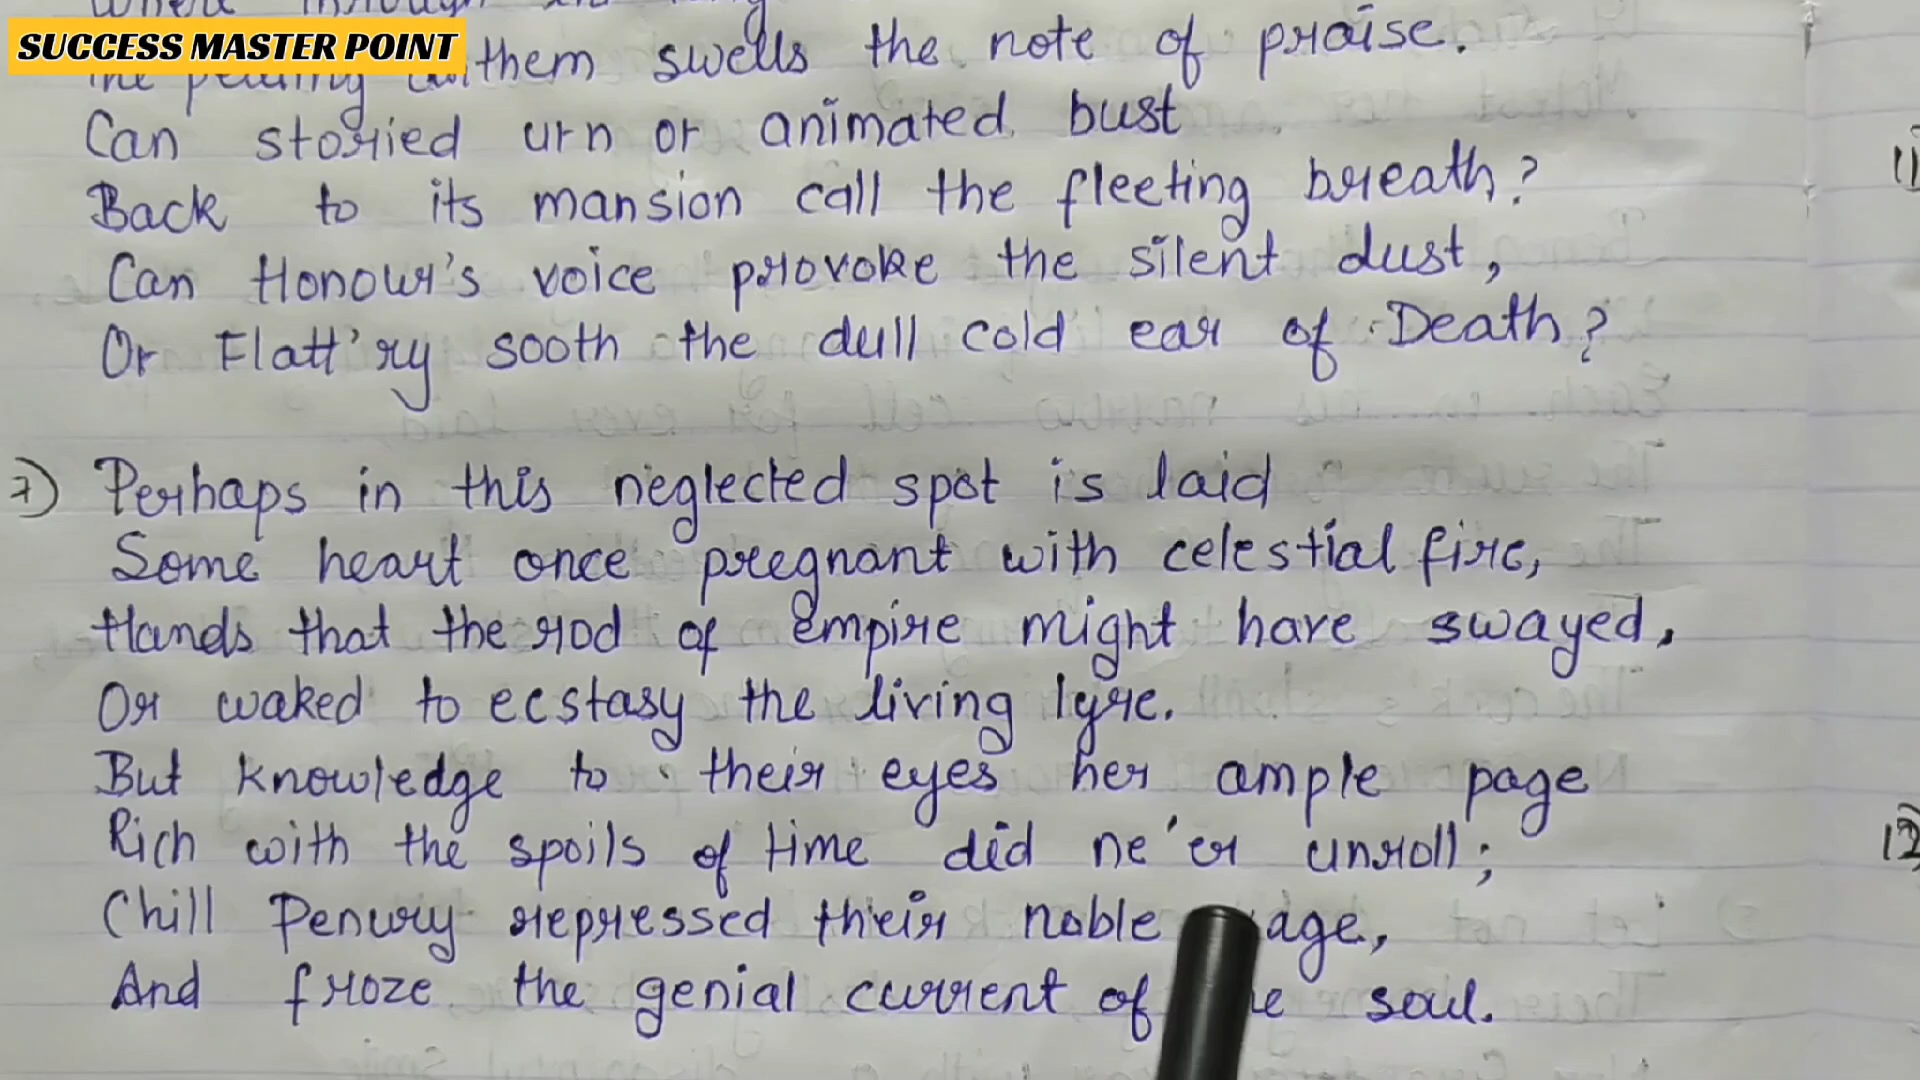 Where through
SUCCESS MASTER POINT
The pealing anthem swells the note of praise.
Can storied urn or animated bust
Back to its mansion call the fleeting breath?
Can Honour's voice provoke the silent dust,
Or Flatt'ry sooth the dull cold ear of Death?
7) Perhaps in this neglected spot is laid
Some heart once pregnant with celestial fire,
Hands that the rod of empire might have swayed,
Or waked to ecstasy the living lyre.
But knowledge to their eyes her ample page
Rich with the spoils of time did ne'er unroll;
Chill Penury repressed their noble age,
And froze the genial current of e soul.
11
12